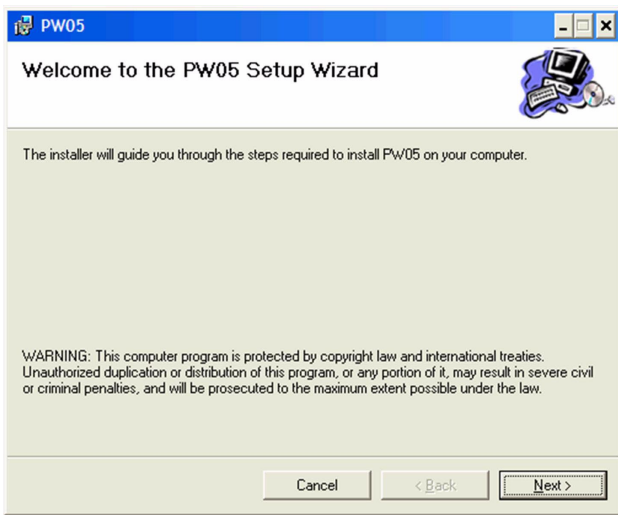 PW05
Welcome to the PW05 Setup Wizard
The installer will guide you through the steps required to install PW05 on your computer.
WARNING: This computer program is protected by copyright law and international treaties.
Unauthorized duplication or distribution of this program, or any portion of it, may result in severe civil
or criminal penalties, and will be prosecuted to the maximum extent possible under the law.
Cancel
< Back
Next >